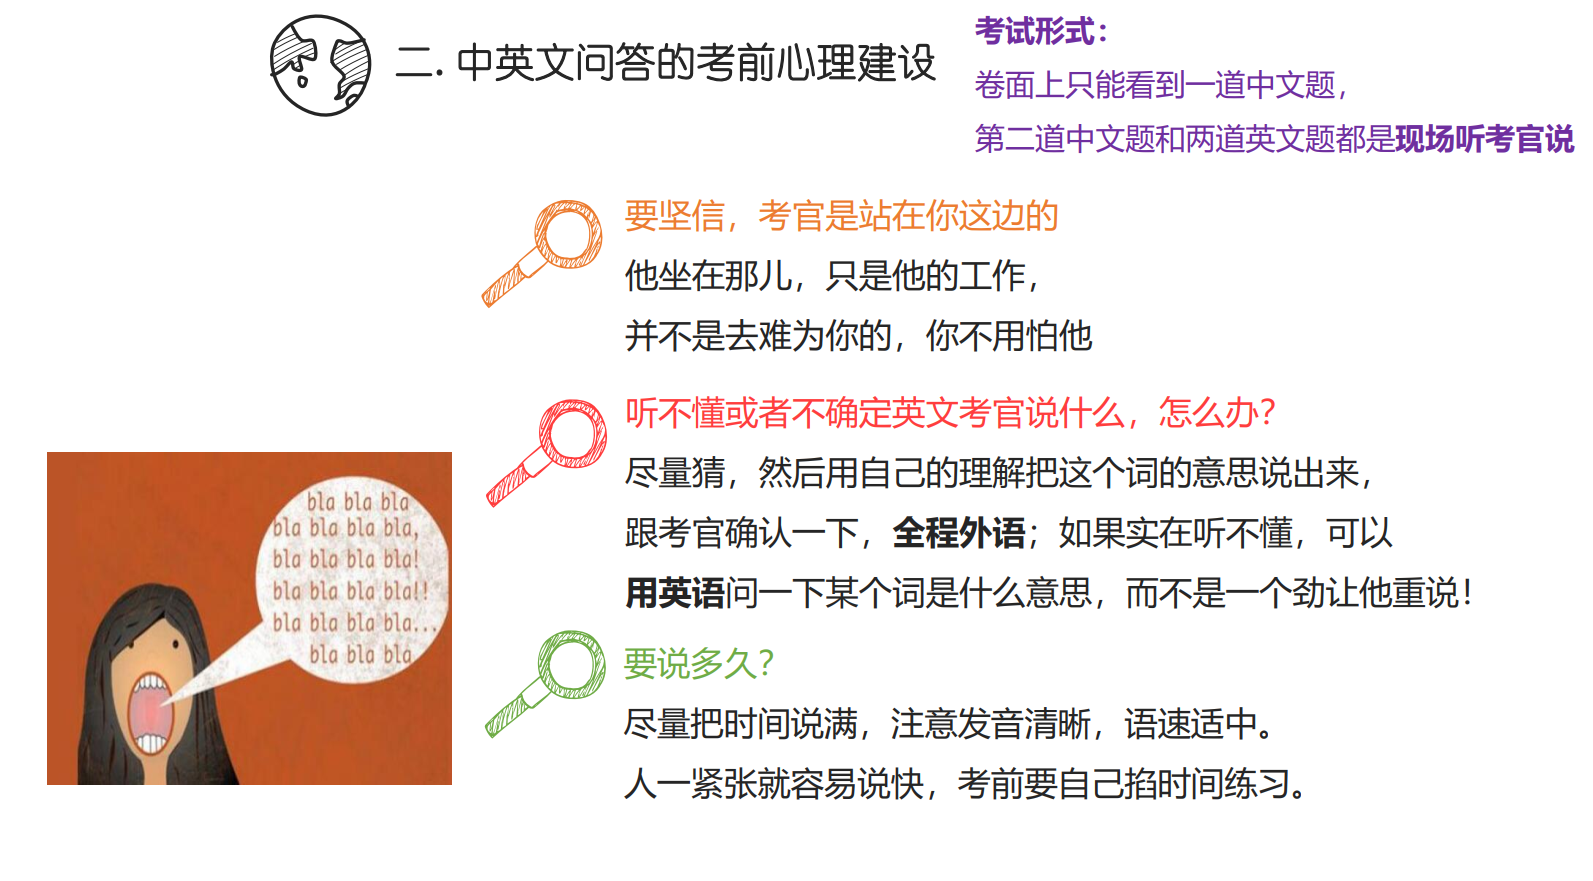 二. 中英文问答的考前心理建设
考试形式：
卷面上只能看到一道中文题，
第二道中文题和两道英文题都是现场听考官说
要坚信，考官是站在你这边的
他坐在那儿，只是他的工作，
并不是去难为你的，你不用怕他
听不懂或者不确定英文考官说什么，怎么办？
尽量猜，然后用自己的理解把这个词的意思说出来，
跟考官确认一下，全程外语；如果实在听不懂，可以
用英语问一下某个词是什么意思，而不是一个劲让他重说！
要说多久？
尽量把时间说满，注意发音清晰，语速适中。
人一紧张就容易说快，考前要自己掐时间练习。
bla bla bla
bla bla bla bla,
bla bla bla bla!
bla bla bla bla!!
bla bla bla bla...
bla bla bla